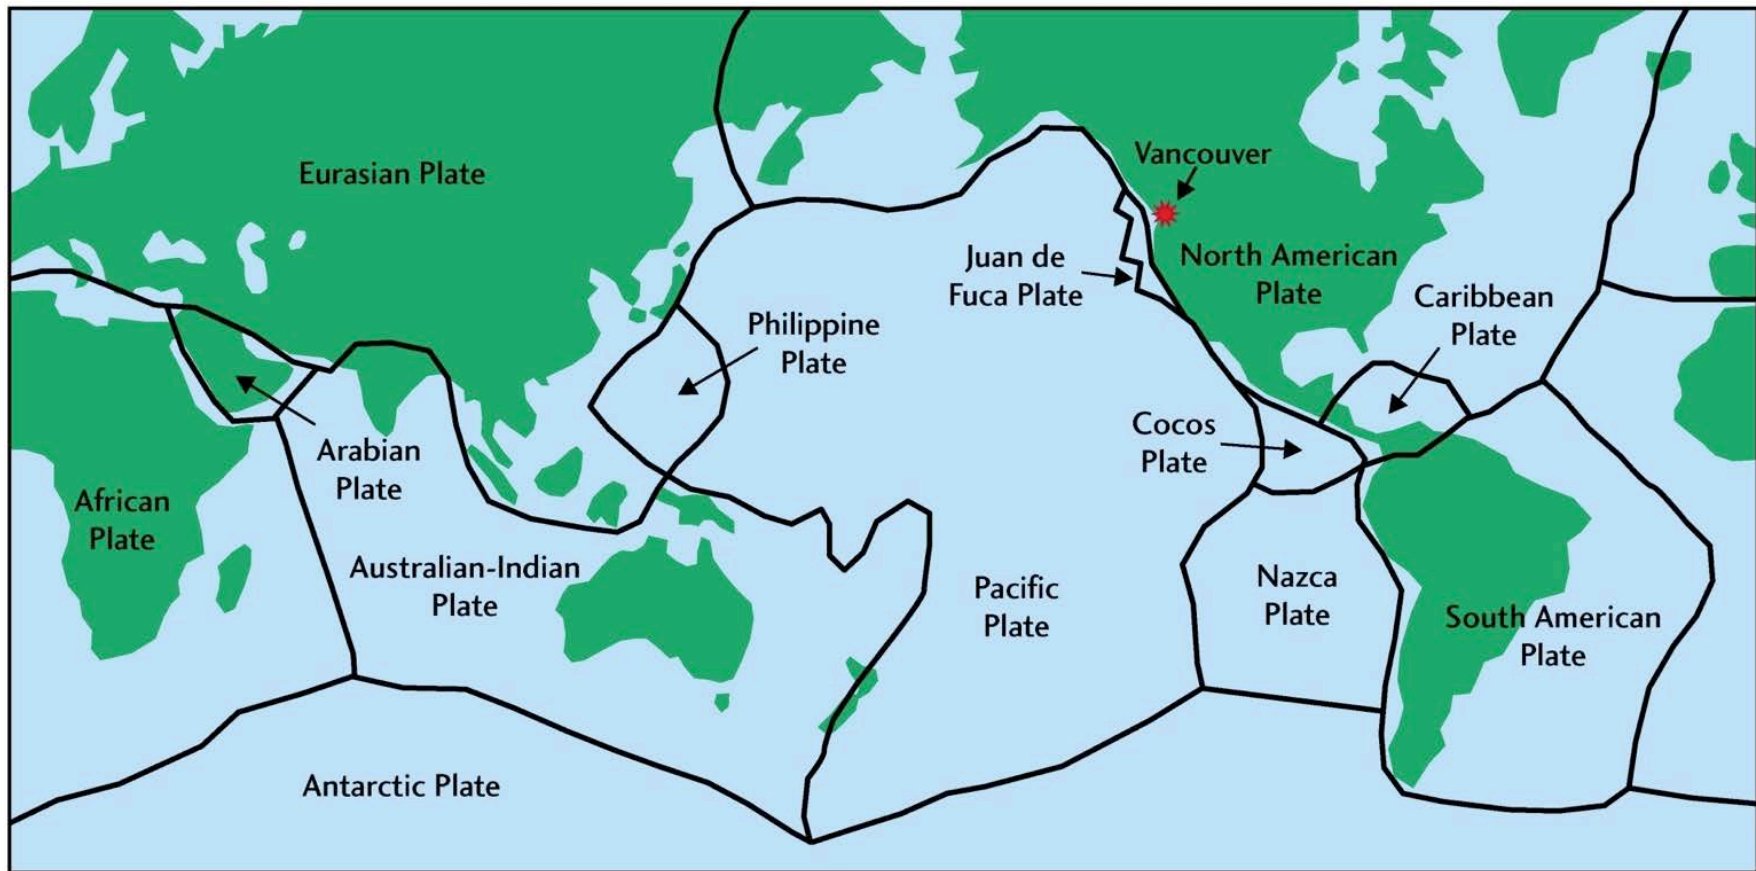 Vancouver
Eurasian Plate
Juan de
Fuca Plate
North American
Plate
Caribbean
Plate
Philippine
Plate
Cocos
Plate
Arabian
Plate
African
Plate
Australian-Indian
Plate
Pacific
Plate
Nazca
Plate
South American
Plate
Antarctic Plate